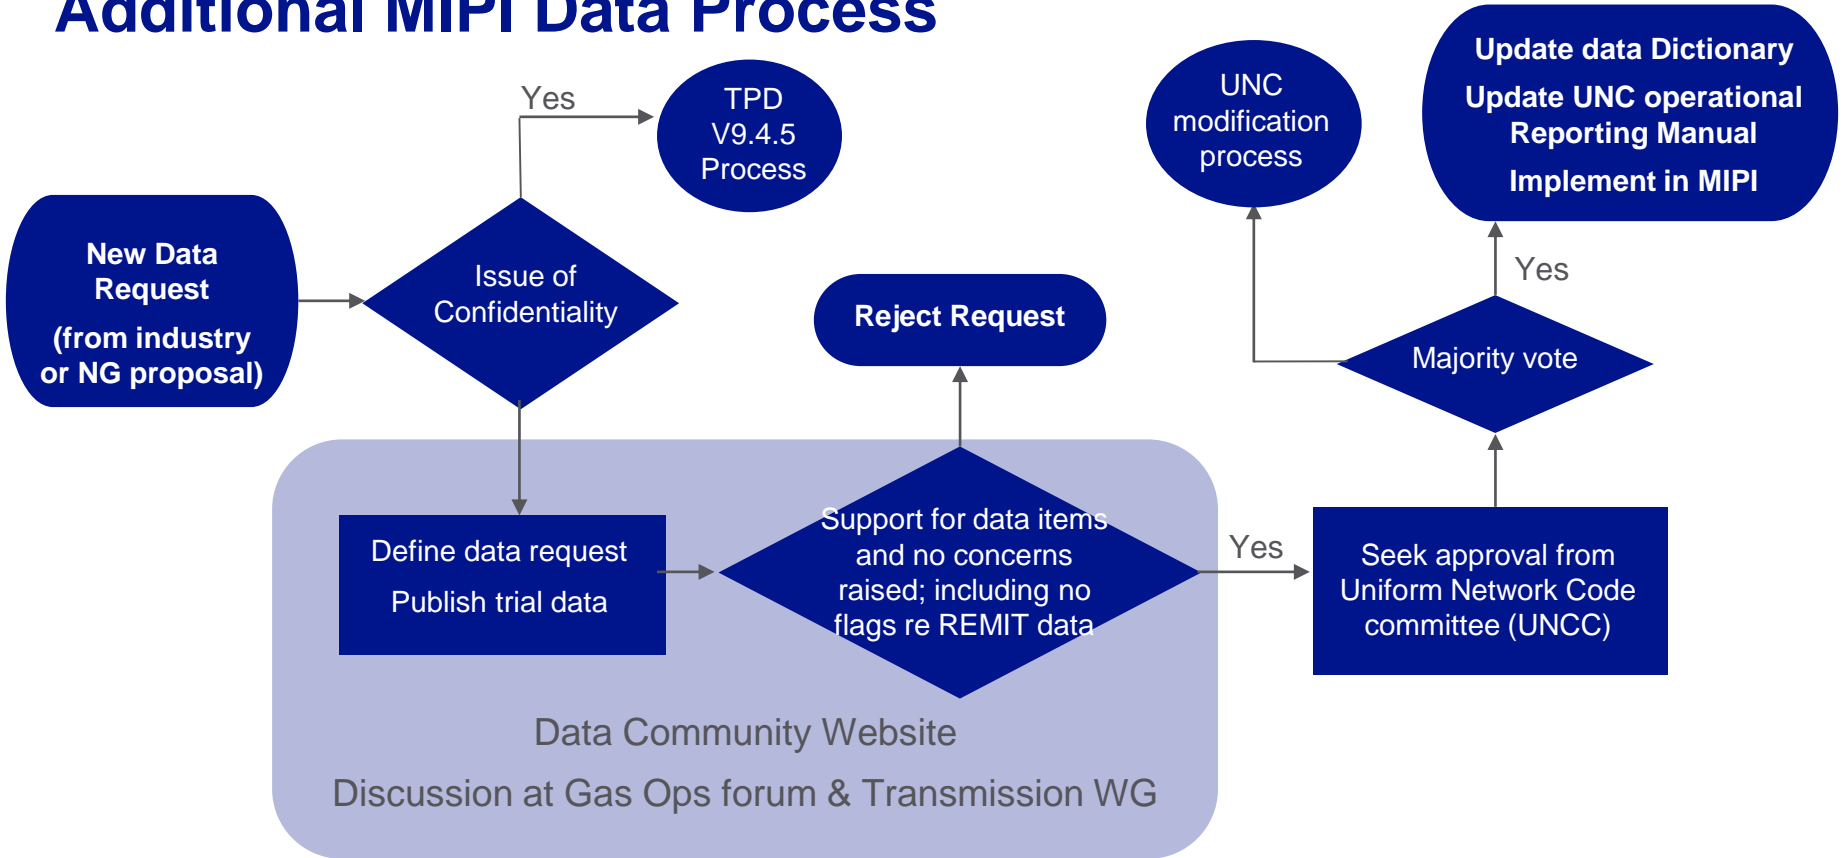 Additional MIPI Data Process
Yes
TPD
V9.4.5
Process
UNC
modification
process
Update data Dictionary
Update UNC operational
Reporting Manual
Implement in MIPI
New Data
Request
(from industry
or NG proposal)
Issue of
Confidentiality
Reject Request
Yes
Majority vote
Define data request
Publish trial data
Support for data items
and no concerns
raised; including no
flags re REMIT data
Yes
Seek approval from
Uniform Network Code
committee (UNCC)
Data Community Website
Discussion at Gas Ops forum & Transmission WG